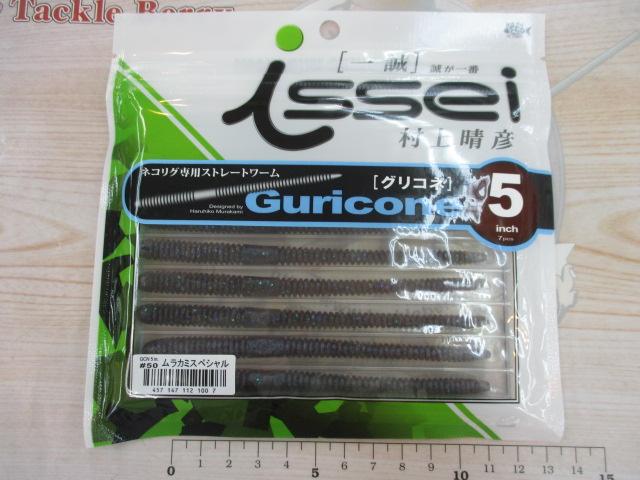 Tackle Berry
[一誠]
誠が一番
issei
村上晴彦
ネコリグ専用ストレートワーム
[グリコネ]
Designed by
Haruhiko Murakami
Guricone
5
inch
7pcs
GCN 5 in.
#50 ムラカミスペシャル
457 147 112 100 7
0 5 10 15